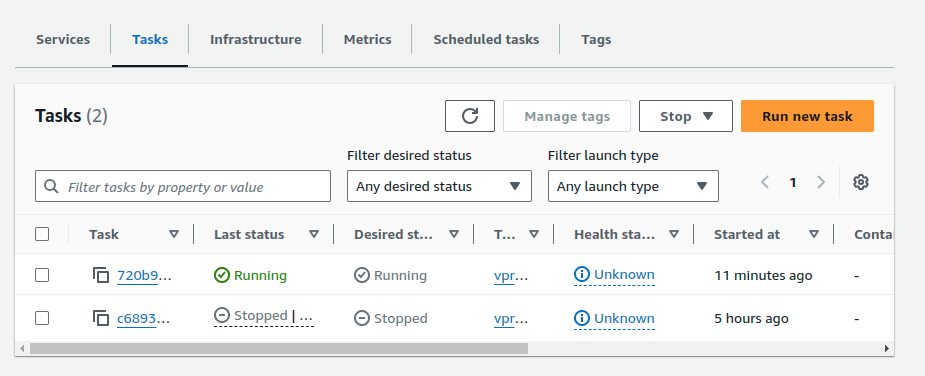 Services Tasks Infrastructure Metrics Scheduled tasks Tags
Tasks (2) Manage tags Stop Run new task
Filter desired status Filter launch type
Filter tasks by property or value Any desired status Any launch type 1
Task Last status Desired st... T... Health sta... Started at Conta
720b9... Running Running vpr... Unknown 11 minutes ago -
c6893... Stopped | ... Stopped vpr... Unknown 5 hours ago -